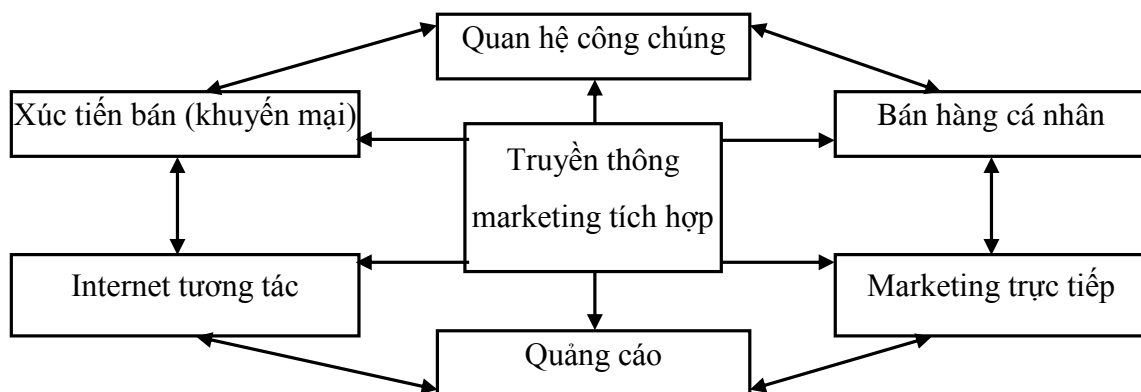 Quan hệ công chúng
Xúc tiến bán (khuyến mại)
Bán hàng cá nhân
Truyền thông
marketing tích hợp
Internet tương tác
Marketing trực tiếp
Quảng cáo